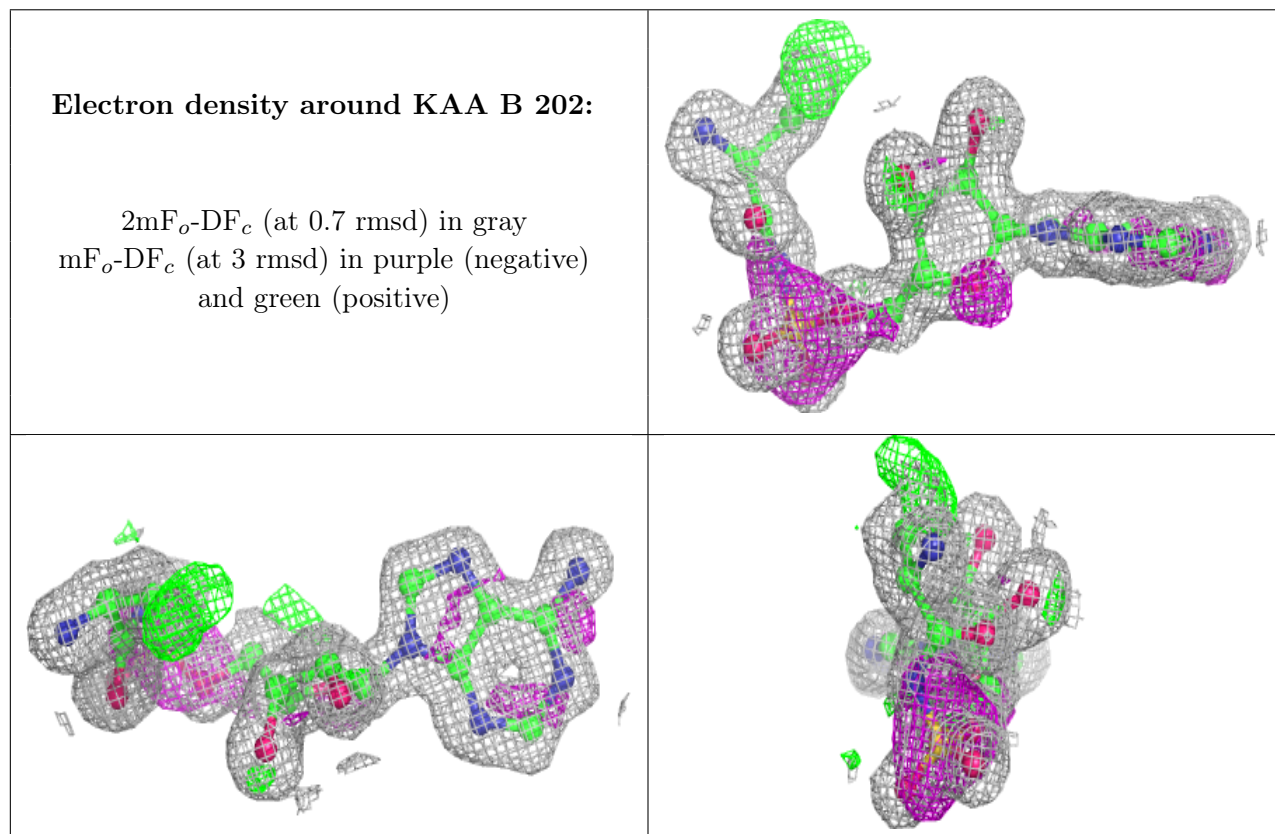 Electron density around KAA B 202:
2mFo-DFc (at 0.7 rmsd) in gray
mFo-DFc (at 3 rmsd) in purple (negative)
and green (positive)